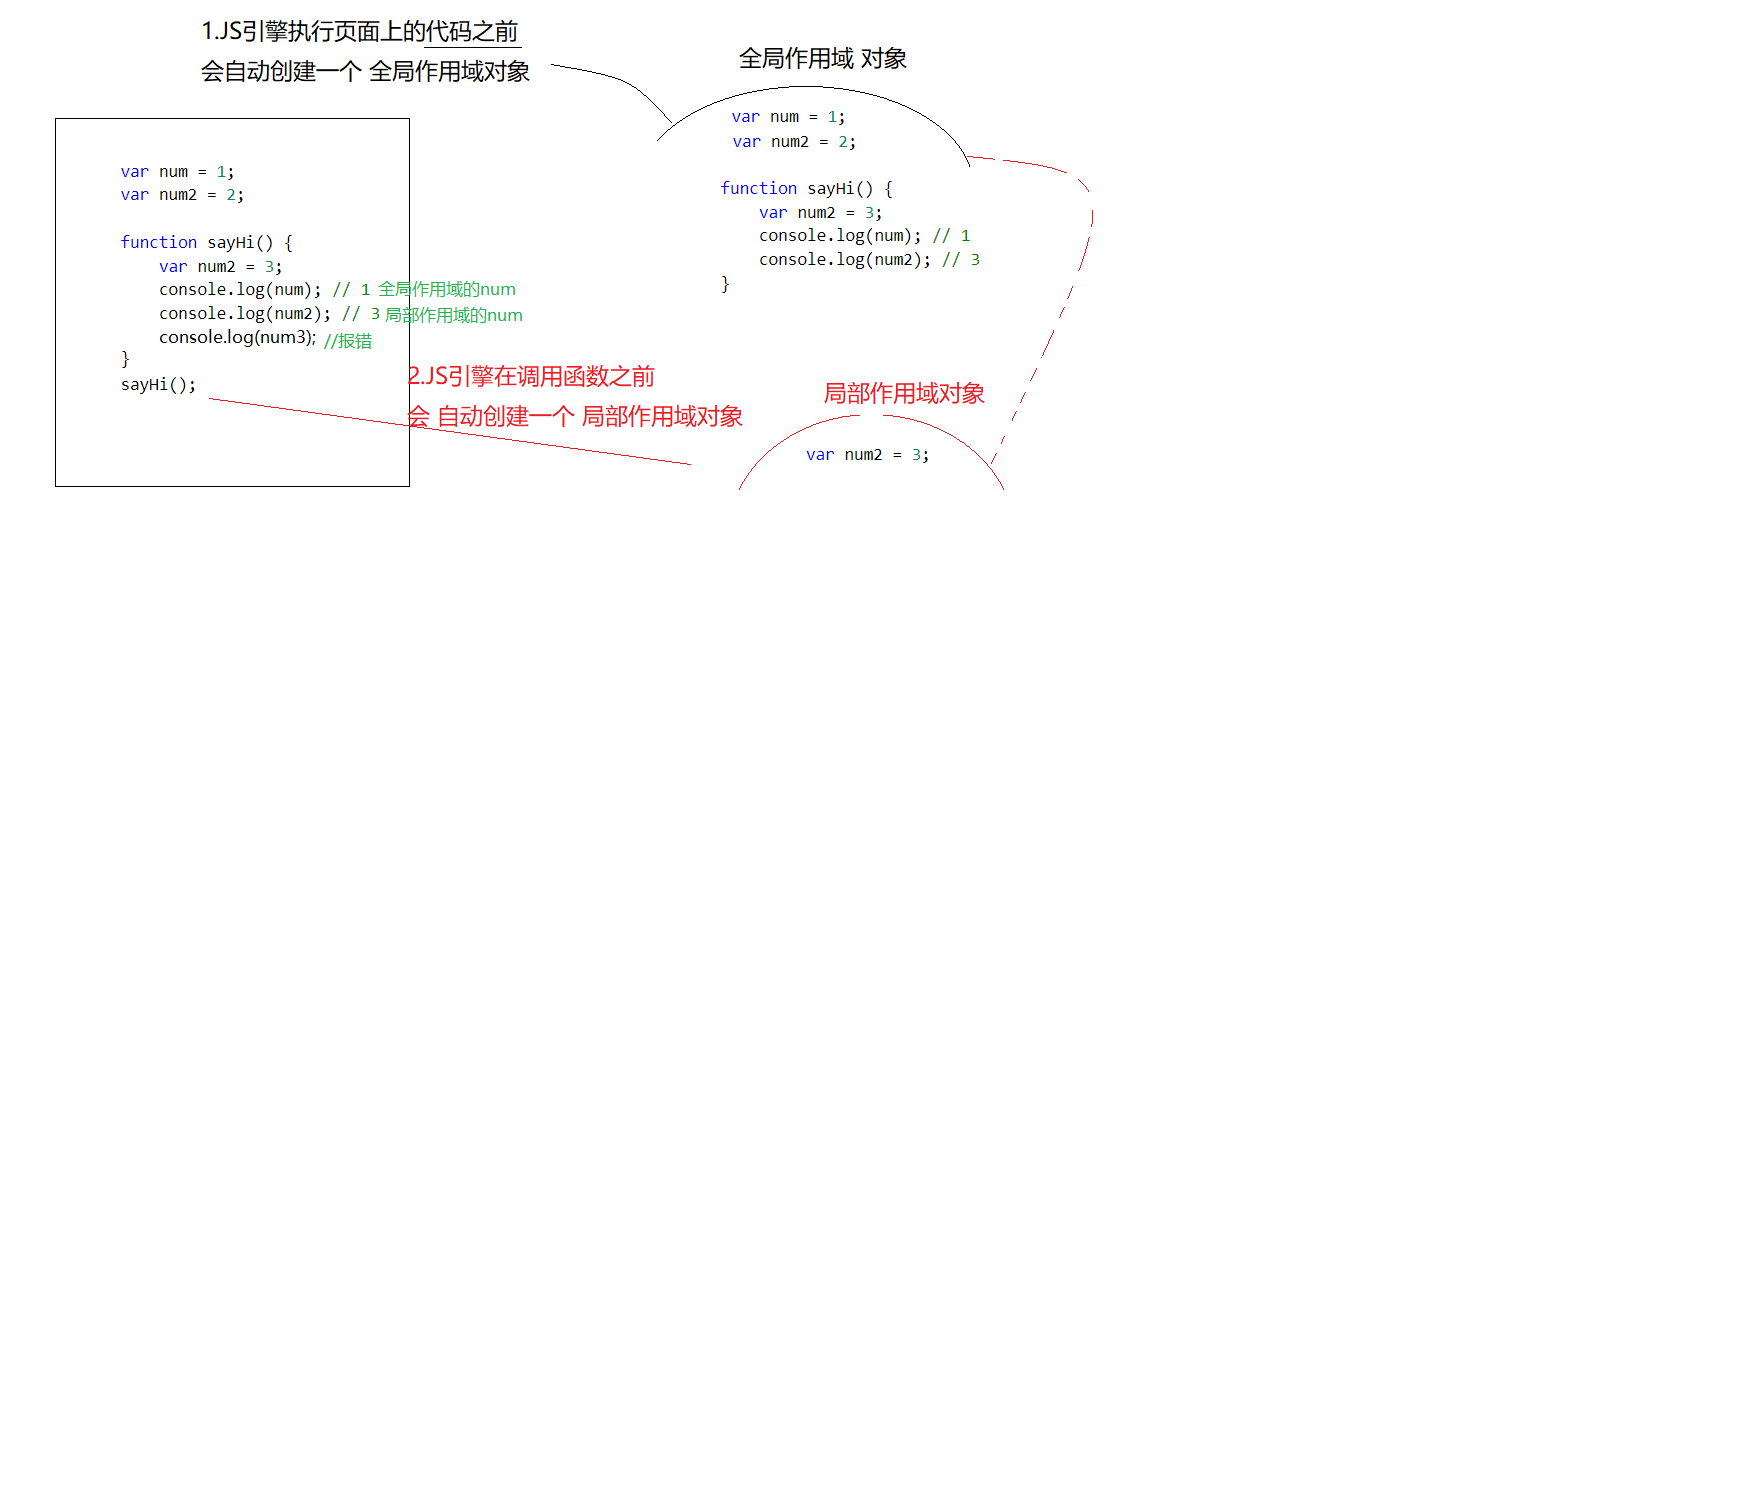 1.JS引擎执行页面上的代码之前
会自动创建一个 全局作用域对象
var num = 1;
var num2 = 2;
function sayHi() {
var num2 = 3;
console.log(num); // 1 全局作用域的num
console.log(num2); // 3 局部作用域的num
console.log(num3); //报错
}
sayHi();
全局作用域 对象
var num = 1;
var num2 = 2;
function sayHi() {
var num2 = 3;
console.log(num); // 1
console.log(num2); // 3
}
2.JS引擎在调用函数之前
会 自动创建一个 局部作用域对象
局部作用域对象
var num2 = 3;